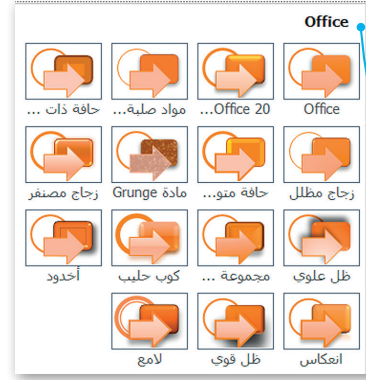 Office
Office
Office 20...
مواد صلبة...
حافة ذات ...
زجاج مظلل
حافة متو...
مادة Grunge
زجاج مصنفر
ظل علوي
مجموعة ...
كوب حليب
أخدود
انعكاس
ظل قوي
لامع